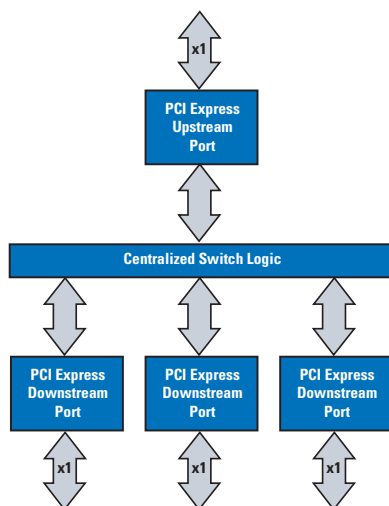 x1
PCI Express
Upstream
Port
Centralized Switch Logic
PCI Express
Downstream
Port
PCI Express
Downstream
Port
PCI Express
Downstream
Port
x1
x1
x1